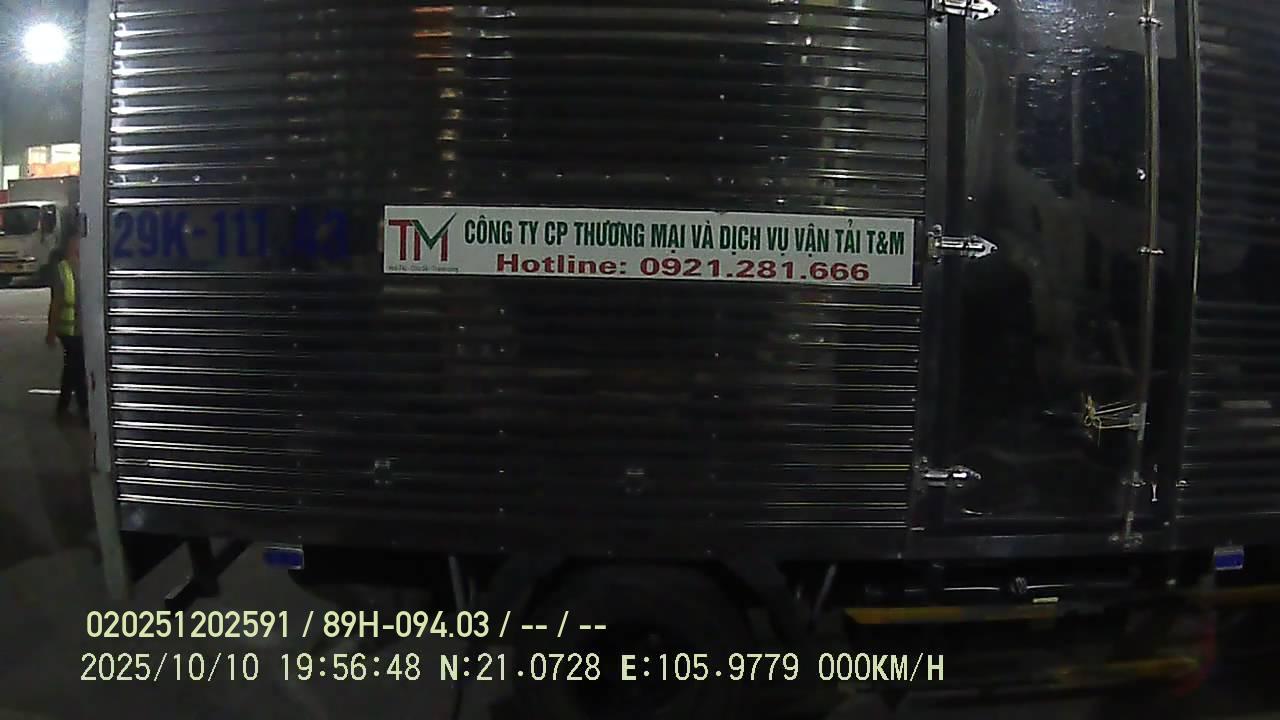 29K-111.43
TM
CÔNG TY CP THƯƠNG MẠI VÀ DỊCH VỤ VẬN TẢI T&M
Hotline: 0921.281.666
020251202591 / 89H-094.03 / -- / --
2025/10/10 19:56:48 N:21.0728 E:105.9779 000KM/H